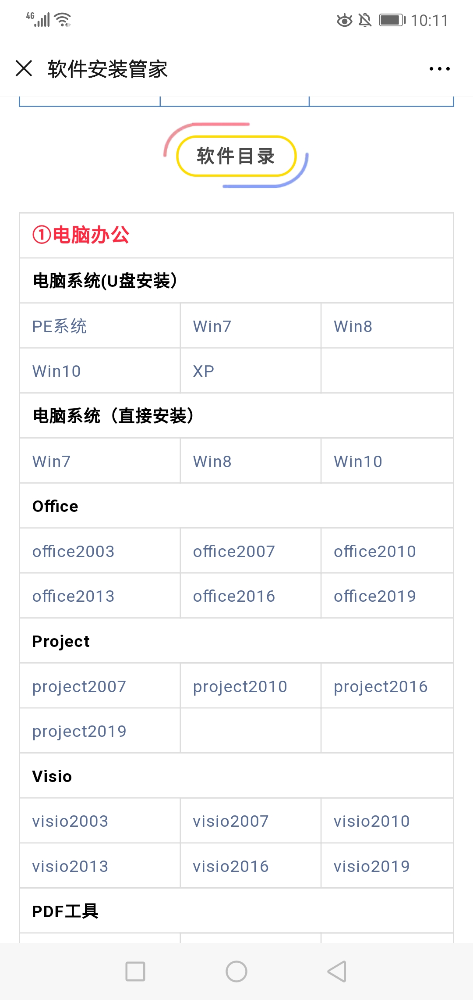 4G 10:11
软件安装管家
软件目录
①电脑办公
电脑系统(U盘安装）
PE系统 Win7 Win8
Win10 XP
电脑系统（直接安装）
Win7 Win8 Win10
Office
office2003 office2007 office2010
office2013 office2016 office2019
Project
project2007 project2010 project2016
project2019
Visio
visio2003 visio2007 visio2010
visio2013 visio2016 visio2019
PDF工具